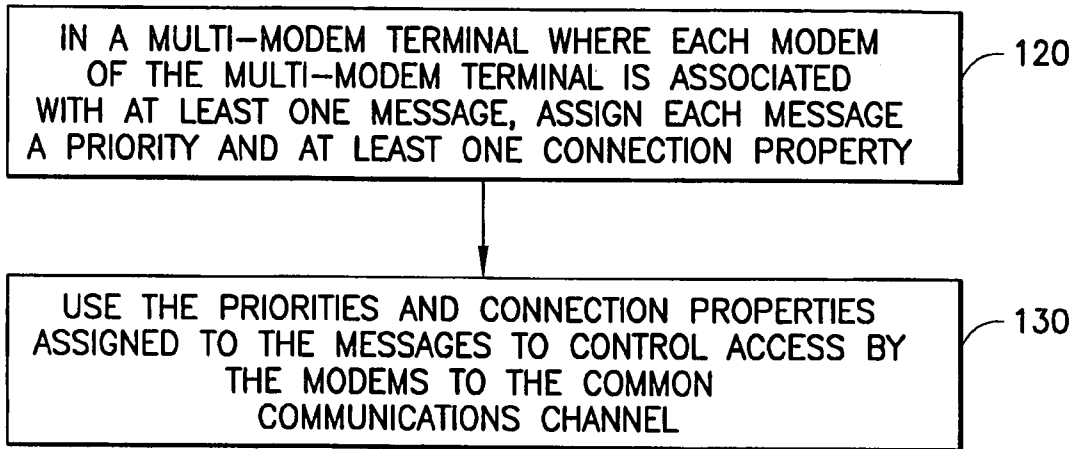 IN A MULTI-MODEM TERMINAL WHERE EACH MODEM
OF THE MULTI-MODEM TERMINAL IS ASSOCIATED
WITH AT LEAST ONE MESSAGE, ASSIGN EACH MESSAGE
A PRIORITY AND AT LEAST ONE CONNECTION PROPERTY
120
USE THE PRIORITIES AND CONNECTION PROPERTIES
ASSIGNED TO THE MESSAGES TO CONTROL ACCESS BY
THE MODEMS TO THE COMMON
COMMUNICATIONS CHANNEL
130